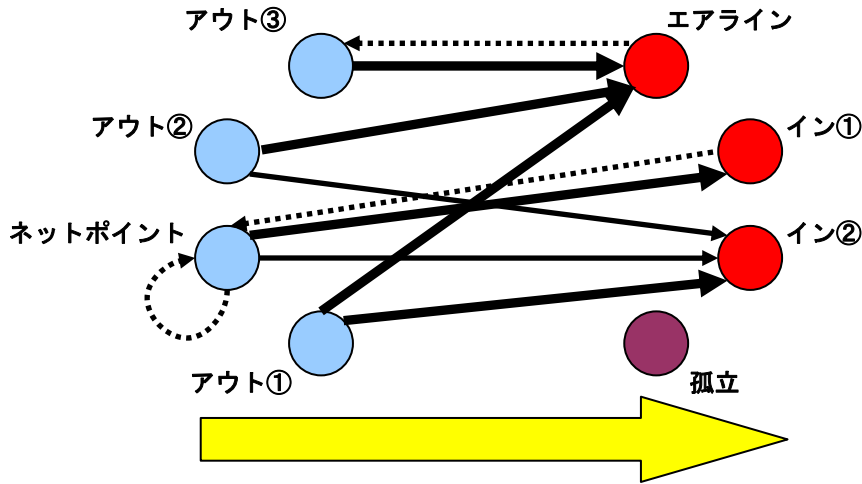 アウト③
エアライン
アウト②
イン①
ネットポイント
イン②
アウト①
孤立